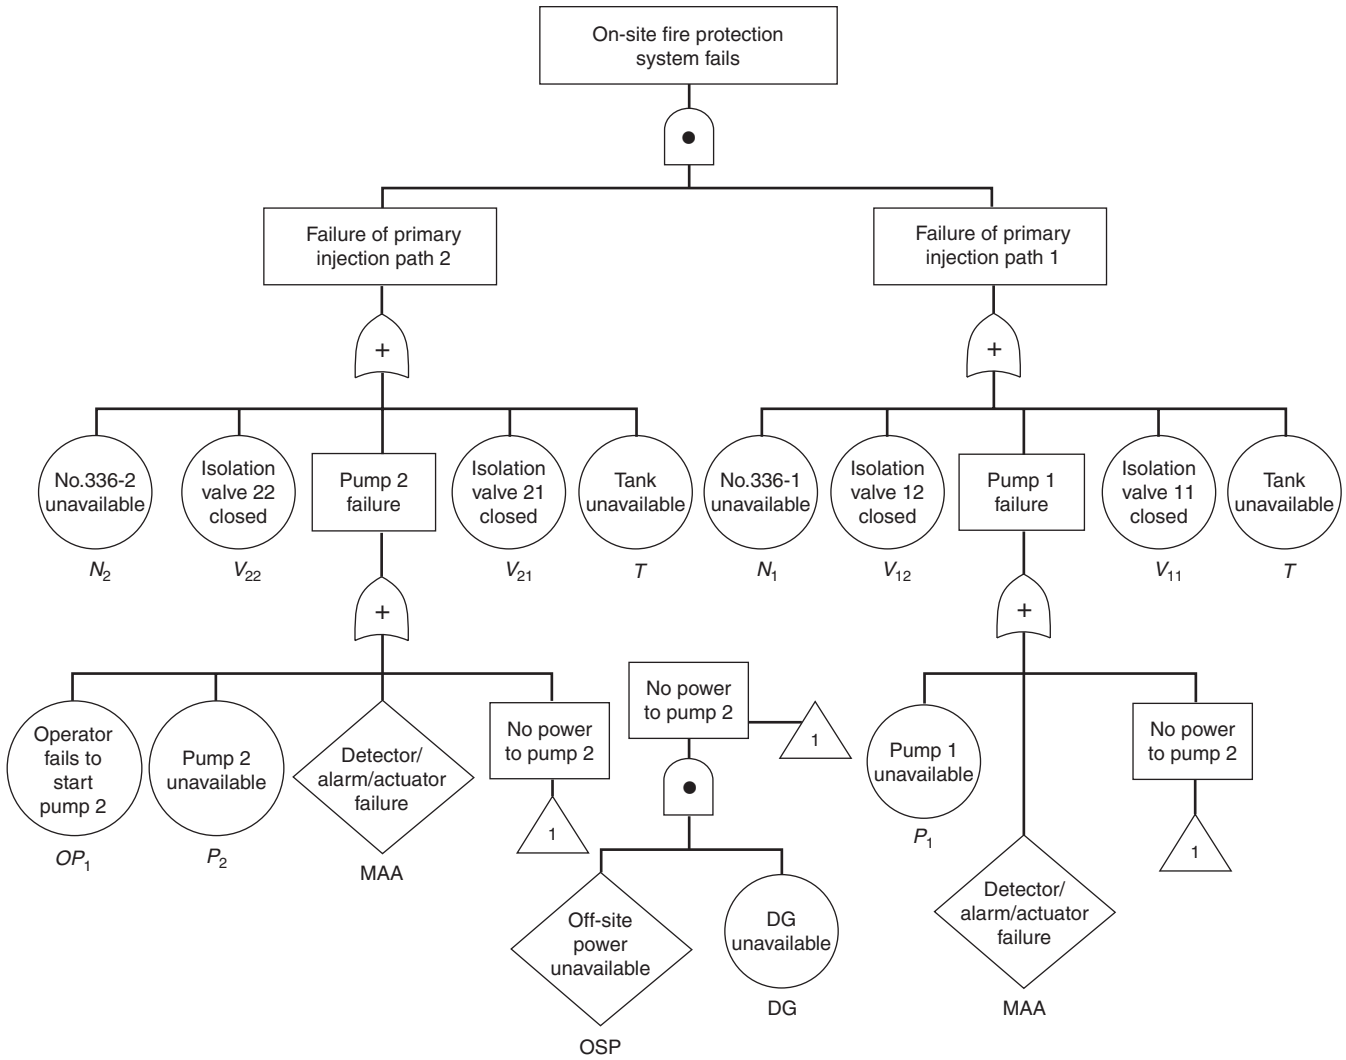 On-site fire protection
system fails
Failure of primary
injection path 2
Failure of primary
injection path 1
+
+
No.336-2
unavailable
N2
Isolation
valve 22
closed
V22
Pump 2
failure
Isolation
valve 21
closed
V21
Tank
unavailable
T
No.336-1
unavailable
N1
Isolation
valve 12
closed
V12
Pump 1
failure
Isolation
valve 11
closed
V11
Tank
unavailable
T
+
+
Operator
fails to
start
pump 2
OP1
Pump 2
unavailable
P2
Detector/
alarm/actuator
failure
MAA
No power
to pump 2
1
No power
to pump 2
1
Off-site
power
unavailable
OSP
DG
unavailable
DG
Pump 1
unavailable
P1
Detector/
alarm/actuator
failure
MAA
No power
to pump 2
1